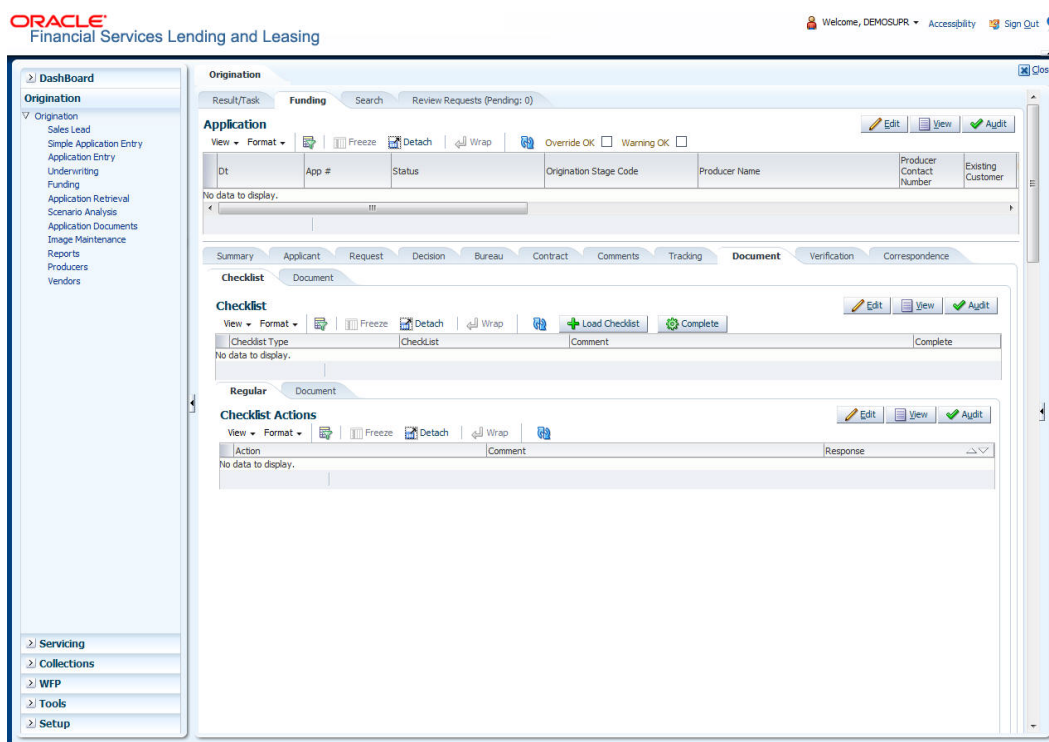 ORACLE
Financial Services Lending and Leasing
Welcome, DEMOSUPR Accessibility Sign Out
DashBoard
Origination
Origination
Sales Lead
Simple Application Entry
Application Entry
Underwriting
Funding
Application Retrieval
Scenario Analysis
Application Documents
Image Maintenance
Reports
Producers
Vendors
Servicing
Collections
WFP
Tools
Setup
Origination
Clos
Result/Task Funding Search Review Requests (Pending: 0)
Application
Edit View Audit
View Format Freeze Detach Wrap Override OK Warning OK
Dt App # Status Origination Stage Code Producer Name Producer Contact Number Existing Customer
No data to display.
Summary Applicant Request Decision Bureau Contract Comments Tracking Document Verification Correspondence
Checklist Document
Checklist
Edit View Audit
View Format Freeze Detach Wrap Load Checklist Complete
Checklist Type CheckList Comment Complete
No data to display.
Regular Document
Checklist Actions
Edit View Audit
View Format Freeze Detach Wrap
Action Comment Response
No data to display.